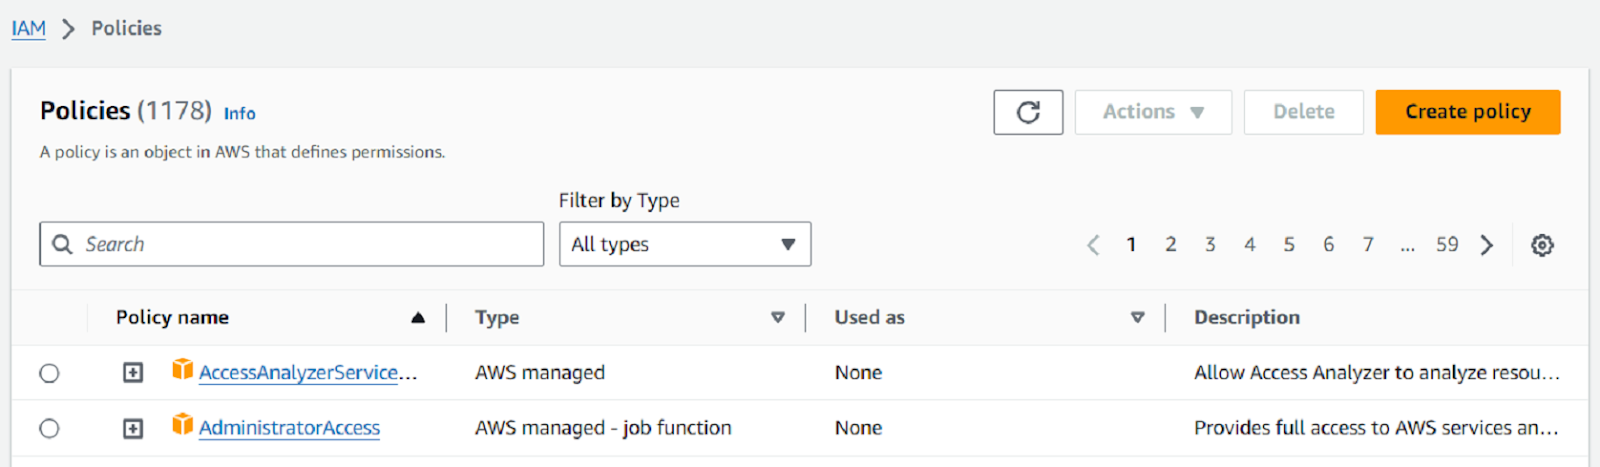 IAM > Policies
Policies (1178) Info
A policy is an object in AWS that defines permissions.
Actions
Delete
Create policy
Filter by Type
Search
All types
1 2 3 4 5 6 7 ... 59
Policy name Type Used as Description
AccessAnalyzerService... AWS managed None Allow Access Analyzer to analyze resou...
AdministratorAccess AWS managed - job function None Provides full access to AWS services an...